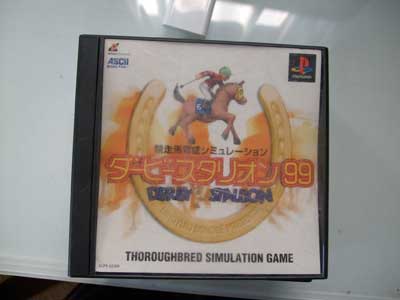 ASCII
PlayStation
競走馬育成シミュレーション
ダービースタリオン99
DERBY STALLION
THOROUGHBRED SIMULATION GAME